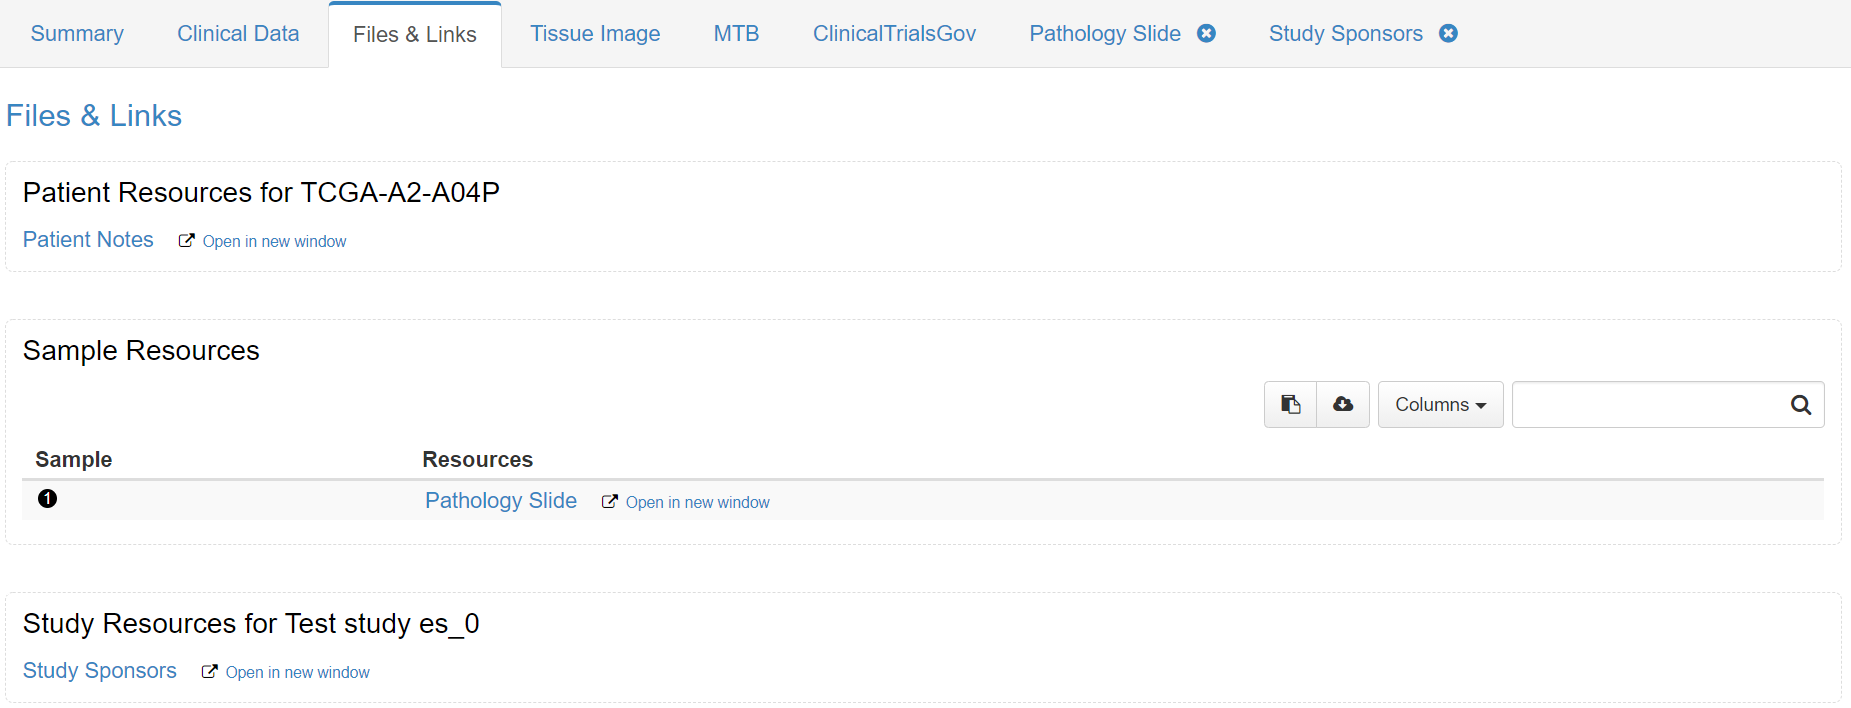 Summary Clinical Data Files & Links Tissue Image MTB ClinicalTrialsGov Pathology Slide Study Sponsors
Files & Links
Patient Resources for TCGA-A2-A04P
Patient Notes Open in new window
Sample Resources
Columns
Sample Resources
1 Pathology Slide Open in new window
Study Resources for Test study es_0
Study Sponsors Open in new window